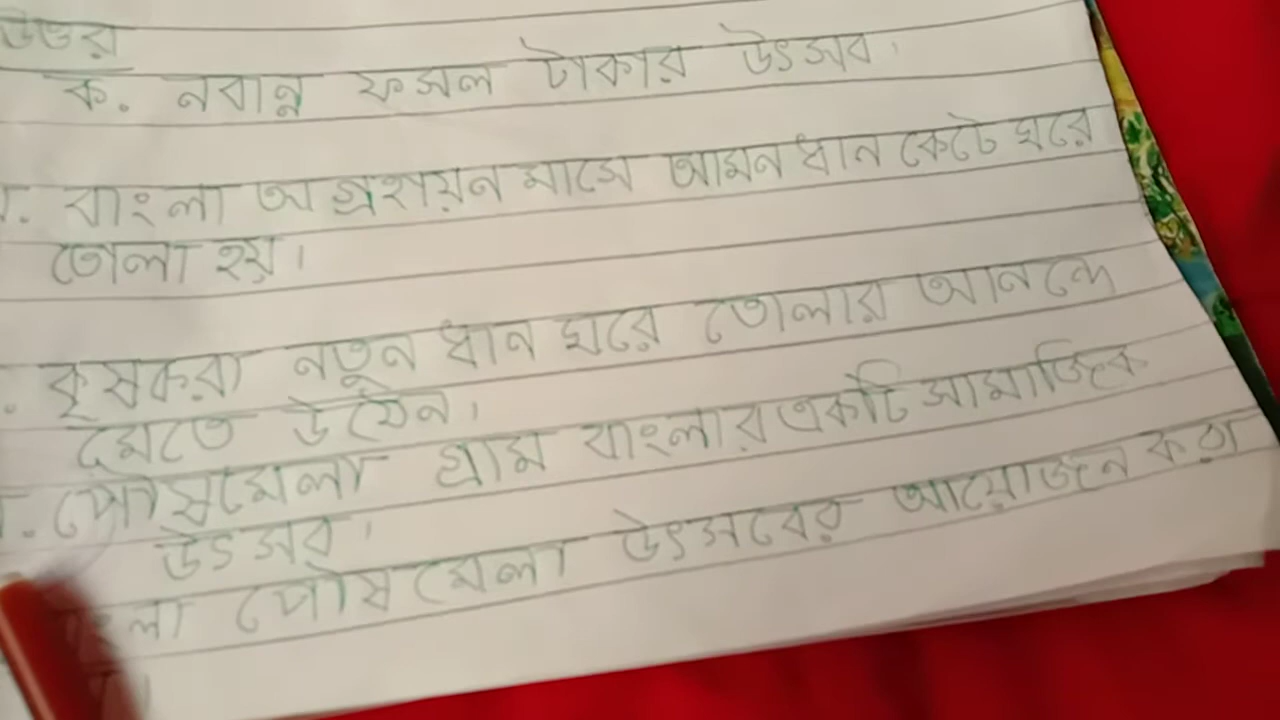 উত্তর
ক. নবান্ন ফসল টাকার উৎসব।
বাংলা অগ্রহায়ন মাসে আমন ধান কেটে ঘরে
তোলা হয়।
কৃষকরা নতুন ধান ঘরে তোলার আনন্দে
মেতে উঠেন।
পৌষমেলা গ্রাম বাংলার একটি সামাজিক
উৎসব।
পৌষ মেলা উৎসবের আয়োজন করা